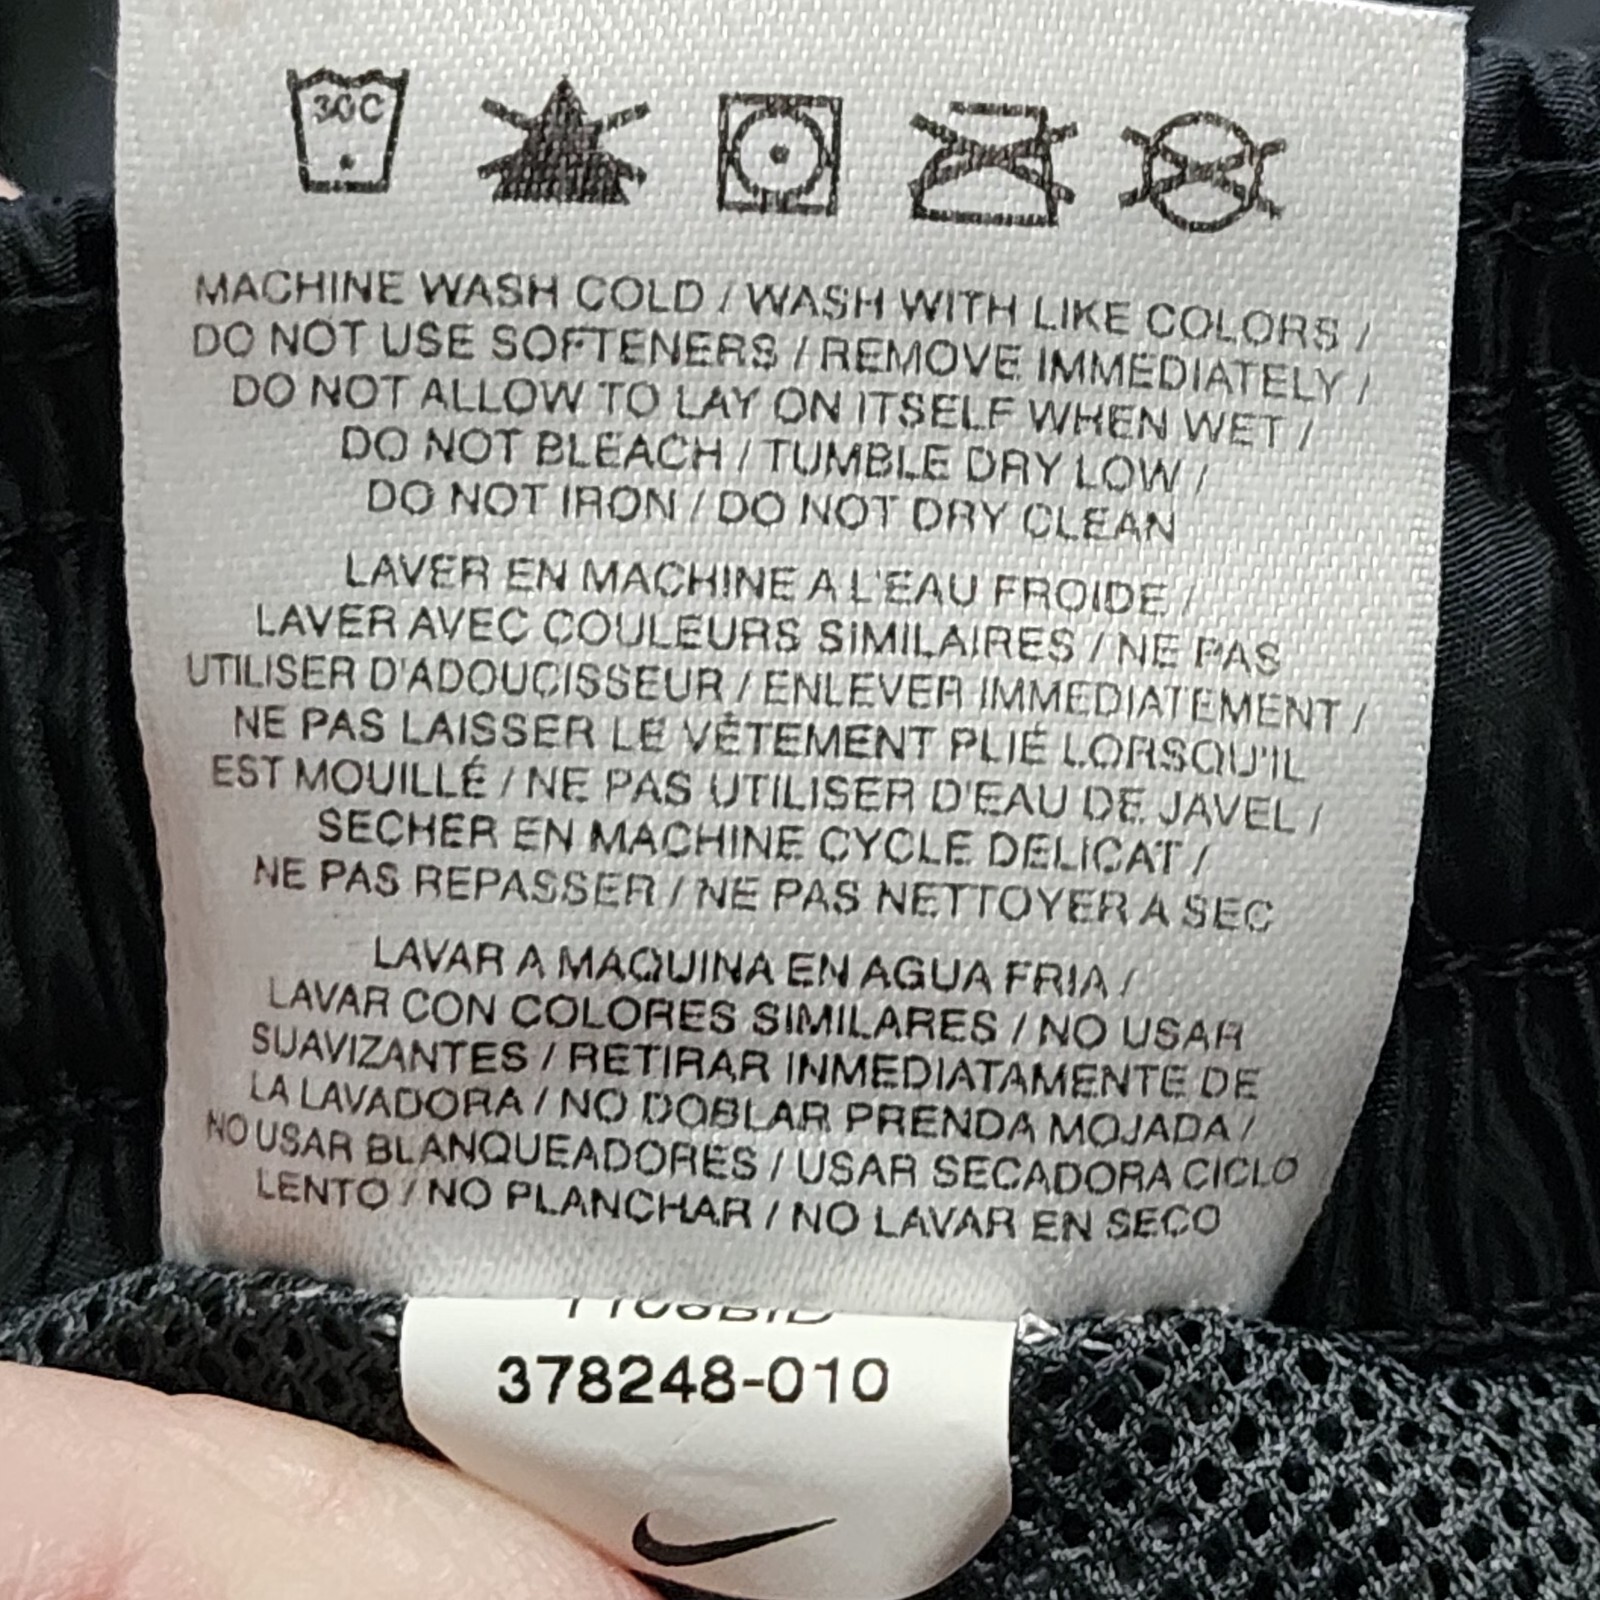 30C
MACHINE WASH COLD / WASH WITH LIKE COLORS /
DO NOT USE SOFTENERS / REMOVE IMMEDIATELY /
DO NOT ALLOW TO LAY ON ITSELF WHEN WET /
DO NOT BLEACH / TUMBLE DRY LOW /
DO NOT IRON / DO NOT DRY CLEAN
LAVER EN MACHINE A L'EAU FROIDE /
LAVER AVEC COULEURS SIMILAIRES / NE PAS
UTILISER D'ADOUCISSEUR / ENLEVER IMMEDIATEMENT /
NE PAS LAISSER LE VÊTEMENT PLIÉ LORSQU'IL
EST MOUILLÉ / NE PAS UTILISER D'EAU DE JAVEL /
SECHER EN MACHINE CYCLE DELICAT /
NE PAS REPASSER / NE PAS NETTOYER A SEC
LAVAR A MAQUINA EN AGUA FRIA /
LAVAR CON COLORES SIMILARES / NO USAR
SUAVIZANTES / RETIRAR INMEDIATAMENTE DE
LA LAVADORA / NO DOBLAR PRENDA MOJADA /
NO USAR BLANQUEADORES / USAR SECADORA CICLO
LENTO / NO PLANCHAR / NO LAVAR EN SECO
378248-010